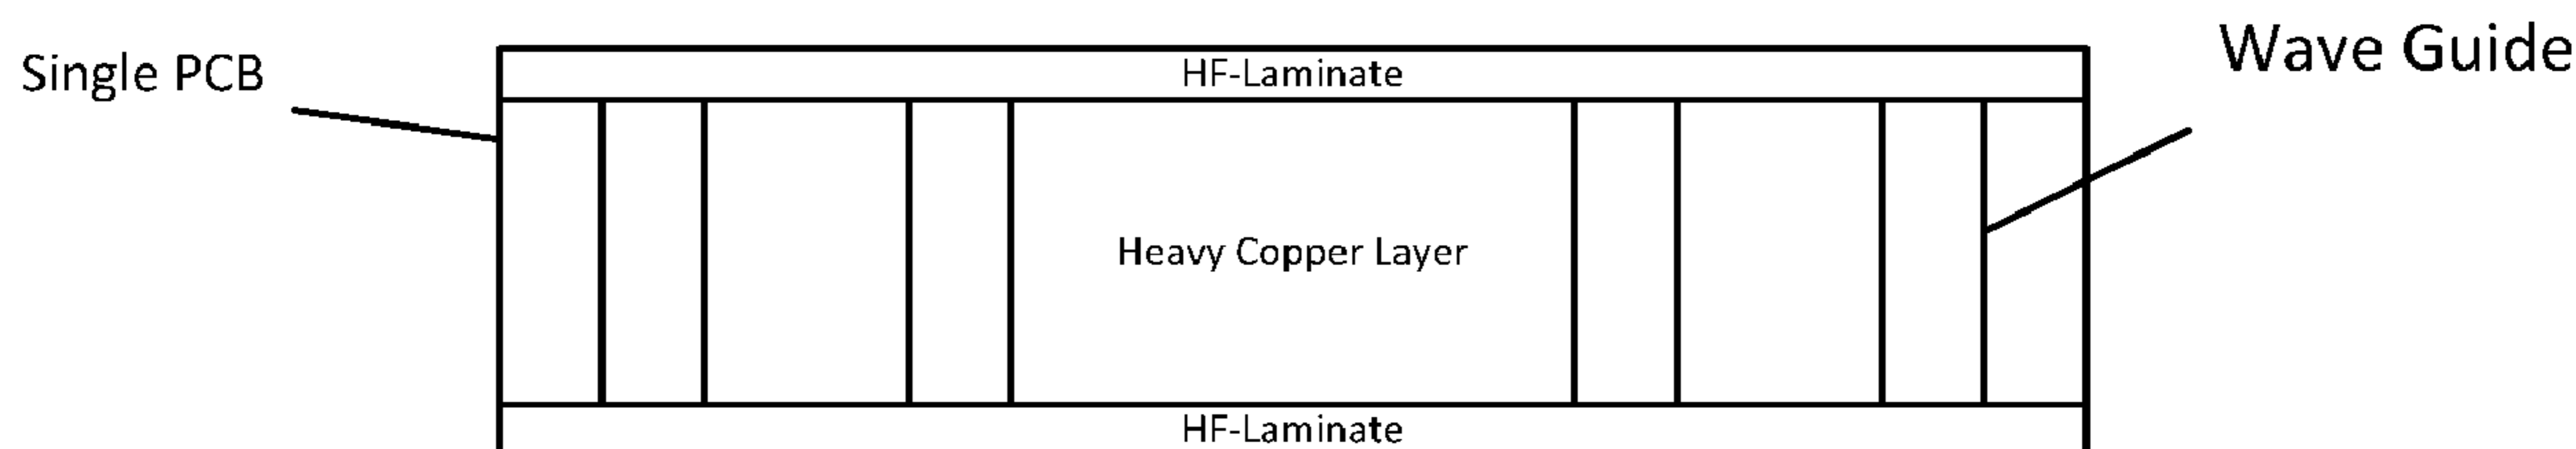 Single PCB
HF-Laminate
Wave Guide
Heavy Copper Layer
HF-Laminate